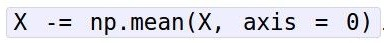 X -= np.mean(X, axis = 0).